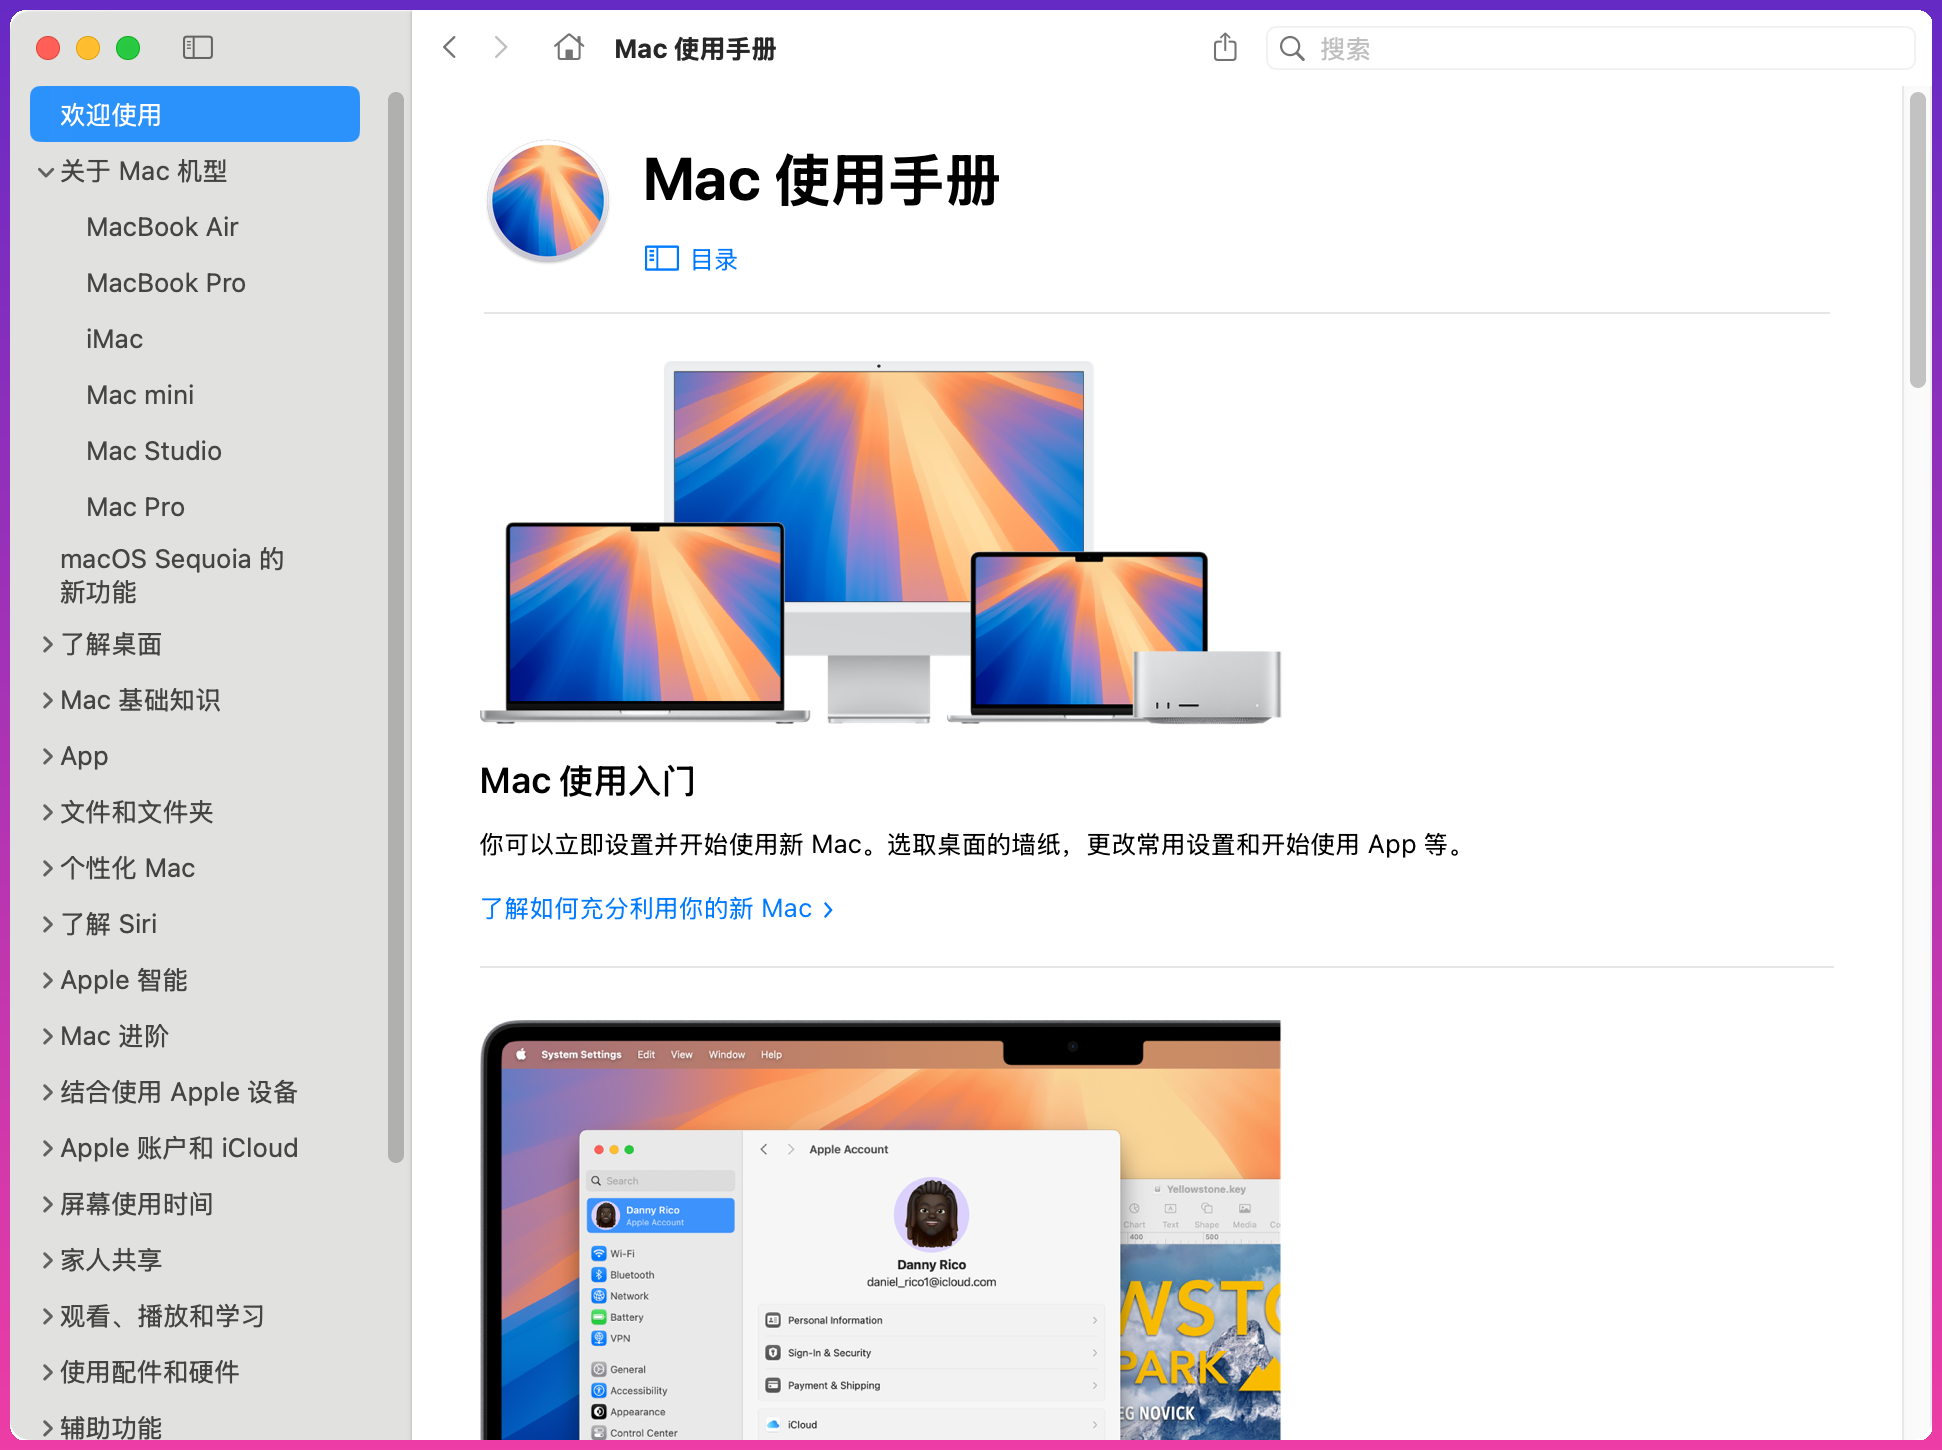 Mac 使用手册
搜索
欢迎使用
关于 Mac 机型
MacBook Air
MacBook Pro
iMac
Mac mini
Mac Studio
Mac Pro
macOS Sequoia 的
新功能
了解桌面
Mac 基础知识
App
文件和文件夹
个性化 Mac
了解 Siri
Apple 智能
Mac 进阶
结合使用 Apple 设备
Apple 账户和 iCloud
屏幕使用时间
家人共享
观看、播放和学习
使用配件和硬件
辅助功能
Mac 使用手册
目录
Mac 使用入门
你可以立即设置并开始使用新 Mac。选取桌面的墙纸，更改常用设置和开始使用 App 等。
了解如何充分利用你的新 Mac
System Settings Edit View Window Help
Search
Danny Rico
Apple Account
Wi-Fi
Bluetooth
Network
Battery
VPN
General
Accessibility
Appearance
Control Center
Apple Account
Danny Rico
daniel_rico1@icloud.com
Personal Information
Sign-In & Security
Payment & Shipping
iCloud
Yellowstone.key
Chart Text Shape Media Co
400 500
WSTO
PARK
EG NOVICK